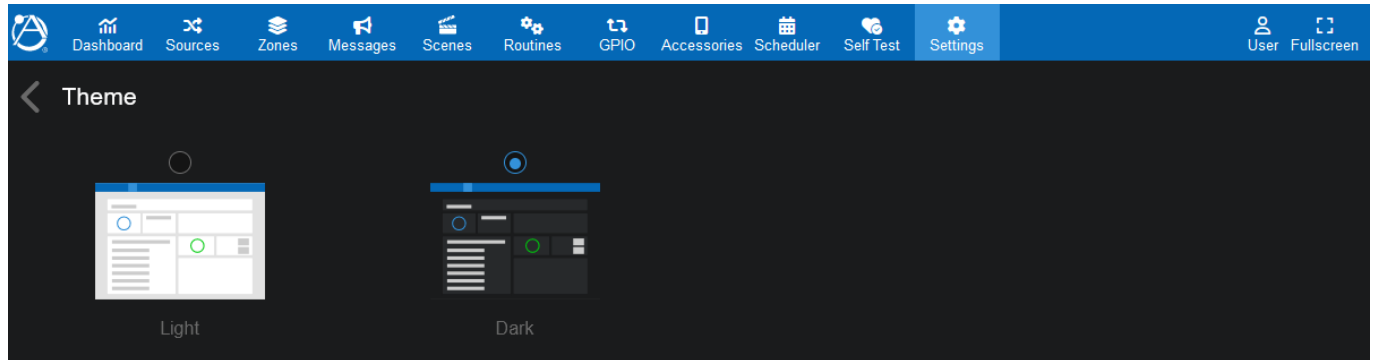 Dashboard Sources Zones Messages Scenes Routines GPIO Accessories Scheduler Self Test Settings User Fullscreen
Theme
Light Dark